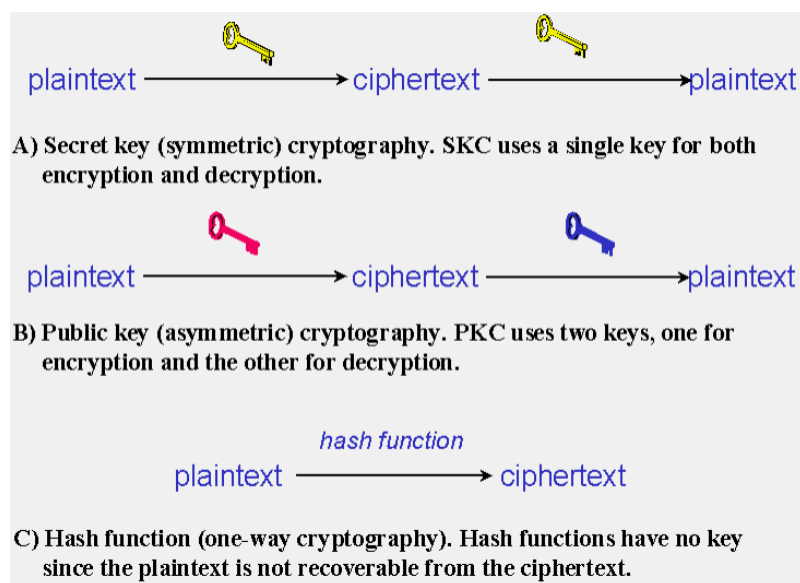 plaintext ciphertext plaintext
A) Secret key (symmetric) cryptography. SKC uses a single key for both
encryption and decryption.
plaintext ciphertext plaintext
B) Public key (asymmetric) cryptography. PKC uses two keys, one for
encryption and the other for decryption.
hash function
plaintext ciphertext
C) Hash function (one-way cryptography). Hash functions have no key
since the plaintext is not recoverable from the ciphertext.